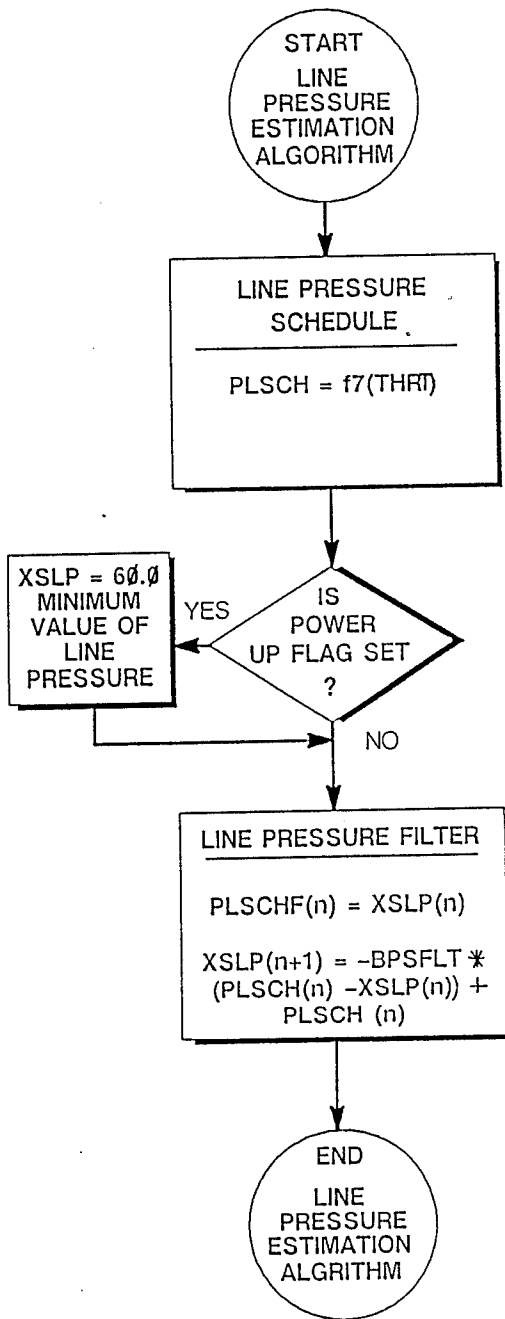 START
LINE
PRESSURE
ESTIMATION
ALGORITHM
LINE PRESSURE
SCHEDULE
PLSCH = f7(THRT)
XSLP = 60.0
MINIMUM
VALUE OF
LINE
PRESSURE
YES
IS
POWER
UP FLAG SET
?
NO
LINE PRESSURE FILTER
PLSCHF(n) = XSLP(n)
XSLP(n+1) = -BPSFLT *
(PLSCH(n) -XSLP(n)) +
PLSCH (n)
END
LINE
PRESSURE
ESTIMATION
ALGRITHM